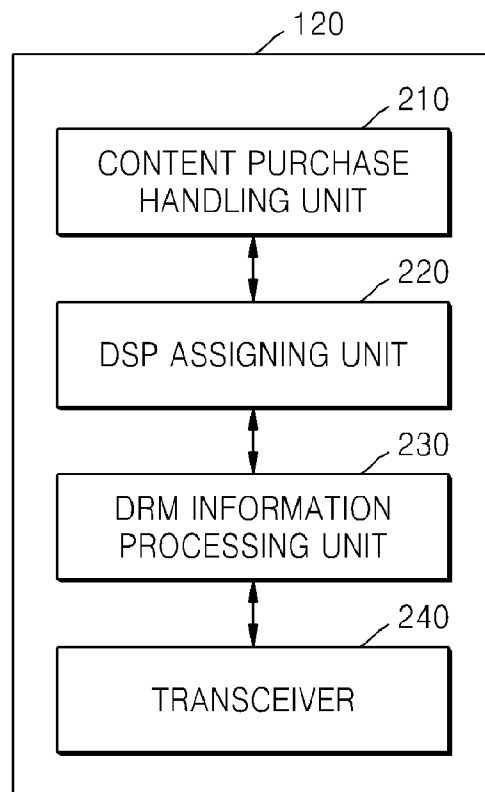 120
210
CONTENT PURCHASE
HANDLING UNIT
220
DSP ASSIGNING UNIT
230
DRM INFORMATION
PROCESSING UNIT
240
TRANSCEIVER